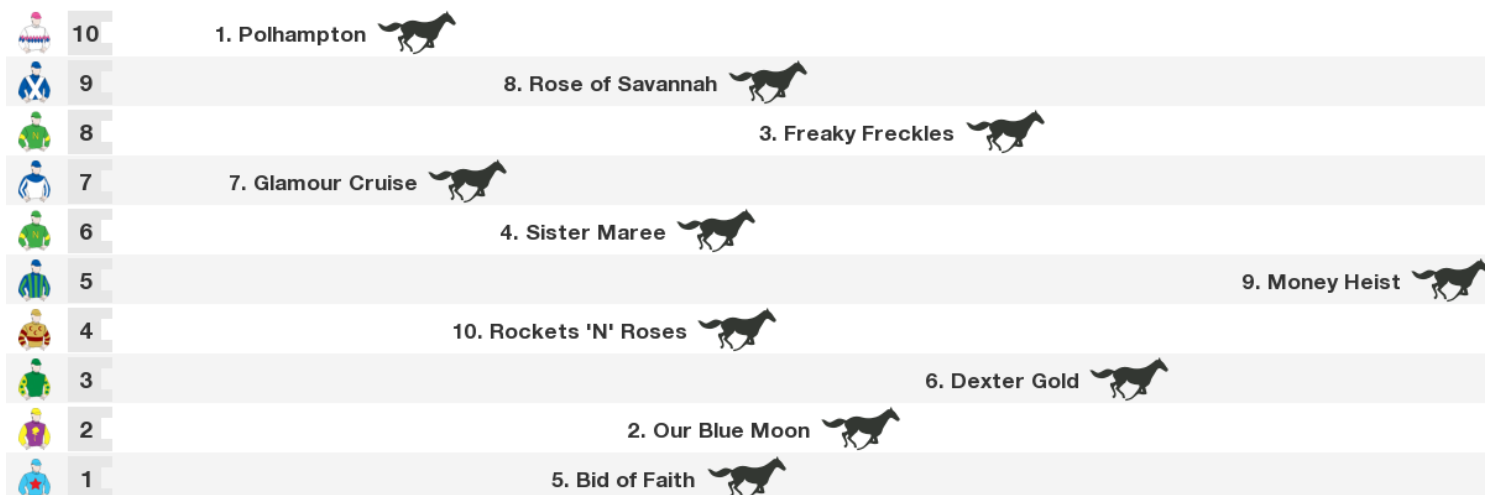 10 1. Polhampton
9 8. Rose of Savannah
8 N 3. Freaky Freckles
7 7. Glamour Cruise
6 N 4. Sister Maree
5 9. Money Heist
4 10. Rockets 'N' Roses
3 6. Dexter Gold
2 2. Our Blue Moon
1 5. Bid of Faith